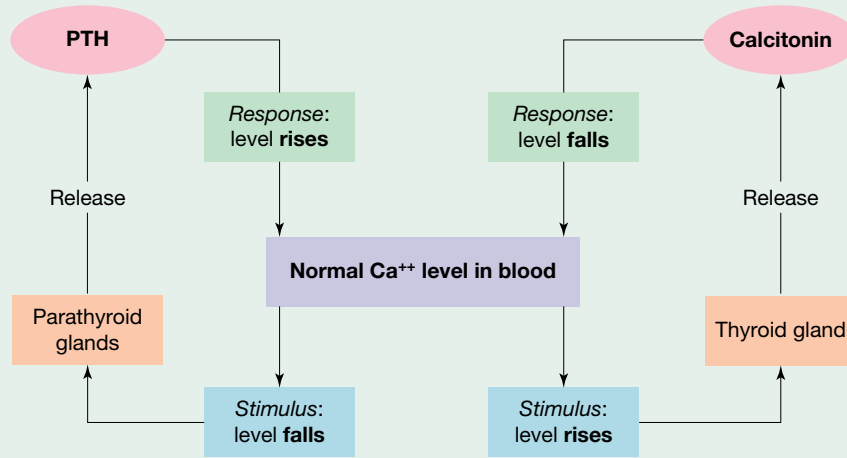 PTH
Calcitonin
Response:
level rises
Response:
level falls
Release
Release
Normal Ca⁺⁺ level in blood
Parathyroid
glands
Thyroid gland
Stimulus:
level falls
Stimulus:
level rises